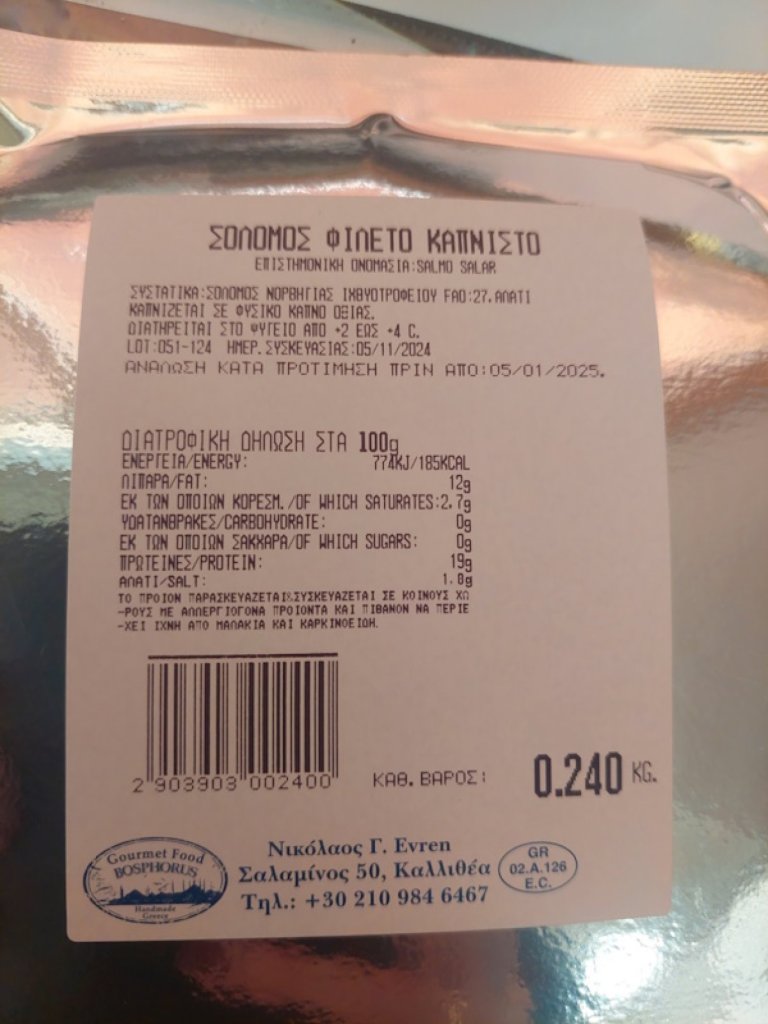 ΣΟΛΟΜΟΣ ΦΙΛΕΤΟ ΚΑΠΝΙΣΤΟ
ΕΠΙΣΤΗΜΟΝΙΚΗ ΟΝΟΜΑΣΙΑ:SALMO SALAR
ΣΥΣΤΑΤΙΚΑ:ΣΟΛΟΜΟΣ ΝΟΡΒΗΓΙΑΣ ΙΧΘΥΟΤΡΟΦΕΙΟΥ FAO:27.ΑΛΑΤΙ
ΚΑΠΝΙΖΕΤΑΙ ΣΕ ΦΥΣΙΚΟ ΚΑΠΝΟ ΟΞΙΑΣ.
ΔΙΑΤΗΡΕΙΤΑΙ ΣΤΟ ΨΥΓΕΙΟ ΑΠΟ +2 ΕΩΣ +4 C.
LOT:051-124 ΗΜΕΡ.ΣΥΣΚΕΥΑΣΙΑΣ:05/11/2024
ΑΝΑΛΩΣΗ ΚΑΤΑ ΠΡΟΤΙΜΗΣΗ ΠΡΙΝ ΑΠΟ:05/01/2025.
ΔΙΑΤΡΟΦΙΚΗ ΔΗΛΩΣΗ ΣΤΑ 100g
ΕΝΕΡΓΕΙΑ/ENERGY: 774KJ/185KCAL
ΛΙΠΑΡΑ/FAT: 12g
ΕΚ ΤΩΝ ΟΠΟΙΩΝ ΚΟΡΕΣΜ./OF WHICH SATURATES:2.7g
ΥΔΑΤΑΝΘΡΑΚΕΣ/CARBOHYDRATE: 0g
ΕΚ ΤΩΝ ΟΠΟΙΩΝ ΣΑΚΧΑΡΑ/OF WHICH SUGARS: 0g
ΠΡΩΤΕΙΝΕΣ/PROTEIN: 19g
ΑΛΑΤΙ/SALT: 1.8g
ΤΟ ΠΡΟΙΟΝ ΠΑΡΑΣΚΕΥΑΖΕΤΑΙ&ΣΥΣΚΕΥΑΖΕΤΑΙ ΣΕ ΚΟΙΝΟΥΣ ΧΩ
-ΡΟΥΣ ΜΕ ΑΛΛΕΡΓΙΟΓΟΝΑ ΠΡΟΙΟΝΤΑ ΚΑΙ ΠΙΘΑΝΟΝ ΝΑ ΠΕΡΙΕ
-ΧΕΙ ΙΧΝΗ ΑΠΟ ΜΑΛΑΚΙΑ ΚΑΙ ΚΑΡΚΙΝΟΕΙΔΗ.
2 903903 002400
ΚΑΘ.ΒΑΡΟΣ: 0.240 KG.
Gourmet Food
BOSPHORUS
Handmade
Greece
Νικόλαος Γ. Evren
Σαλαμίνος 50, Καλλιθέα
Τηλ.: +30 210 984 6467
GR
02.A.126
E.C.